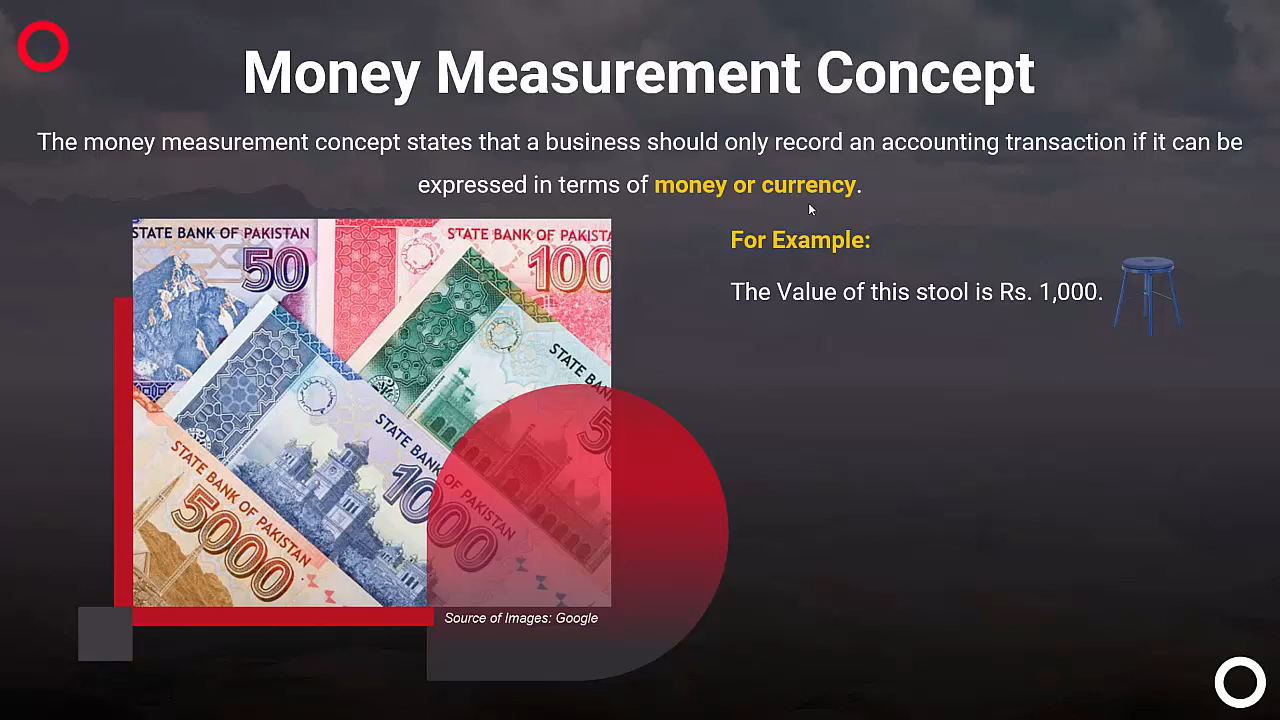 Money Measurement Concept
The money measurement concept states that a business should only record an accounting transaction if it can be
expressed in terms of money or currency.
STATE BANK OF PAKISTAN
50
STATE BANK OF PAKISTA
100
For Example:
The Value of this stool is Rs. 1,000.
STATE BAN
STATE BANK OF PAKISTAN
1000
STATE BANK OF PAKISTAN
5000
Source of Images: Google